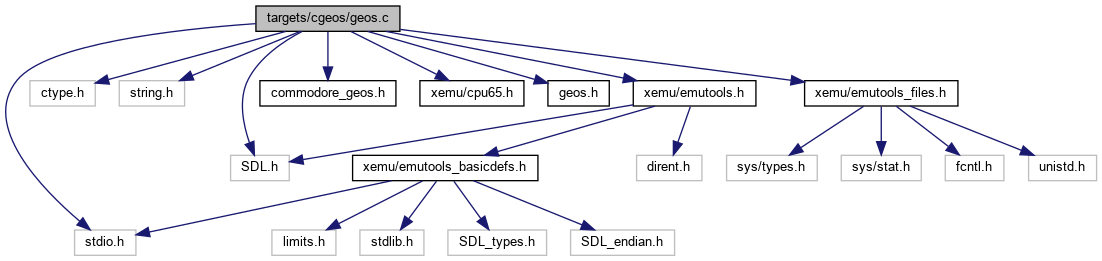 targets/cgeos/geos.c
ctype.h
string.h
commodore_geos.h
xemu/cpu65.h
geos.h
xemu/emutools.h
xemu/emutools_files.h
SDL.h
xemu/emutools_basicdefs.h
dirent.h
sys/types.h
sys/stat.h
fcntl.h
unistd.h
stdio.h
limits.h
stdlib.h
SDL_types.h
SDL_endian.h